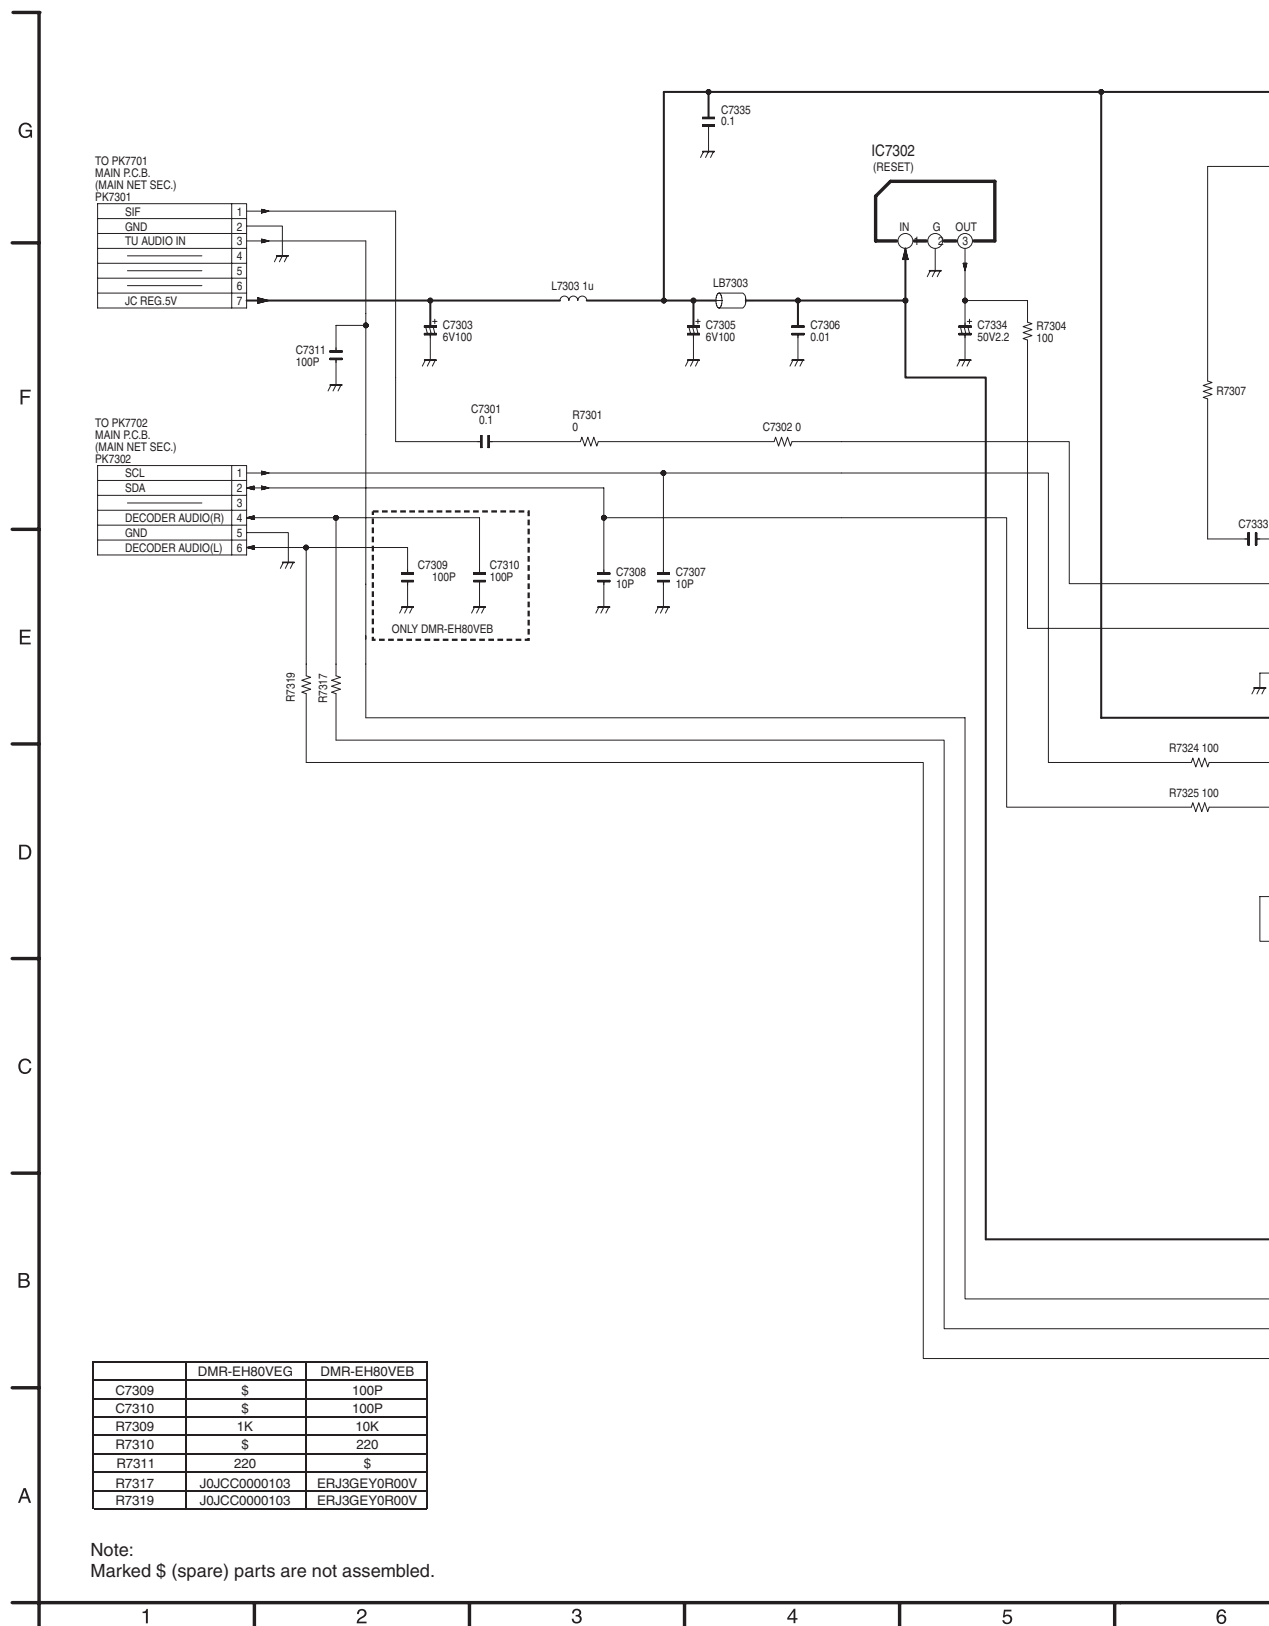 G
C7335
0.1
IC7302
(RESET)
TO PK7701
MAIN P.C.B.
(MAIN NET SEC.)
PK7301
SIF 1
GND 2
TU AUDIO IN 3
4
5
6
JC REG.5V 7
IN G OUT
1 2 3
L7303 1u
LB7303
C7303
6V100
C7305
6V100
C7306
0.01
C7334
50V2.2
R7304
100
C7311
100P
F
R7307
C7301
0.1
R7301
0
C7302 0
TO PK7702
MAIN P.C.B.
(MAIN NET SEC.)
PK7302
SCL 1
SDA 2
3
DECODER AUDIO(R) 4
GND 5
DECODER AUDIO(L) 6
C7333
C7309
100P
C7310
100P
C7308
10P
C7307
10P
ONLY DMR-EH80VEB
E
R7319
R7317
R7324 100
R7325 100
D
C
B
DMR-EH80VEG DMR-EH80VEB
C7309 $ 100P
C7310 $ 100P
R7309 1K 10K
R7310 $ 220
R7311 220 $
R7317 J0JCC0000103 ERJ3GEY0R00V
R7319 J0JCC0000103 ERJ3GEY0R00V
A
Note:
Marked $ (spare) parts are not assembled.
1 2 3 4 5 6